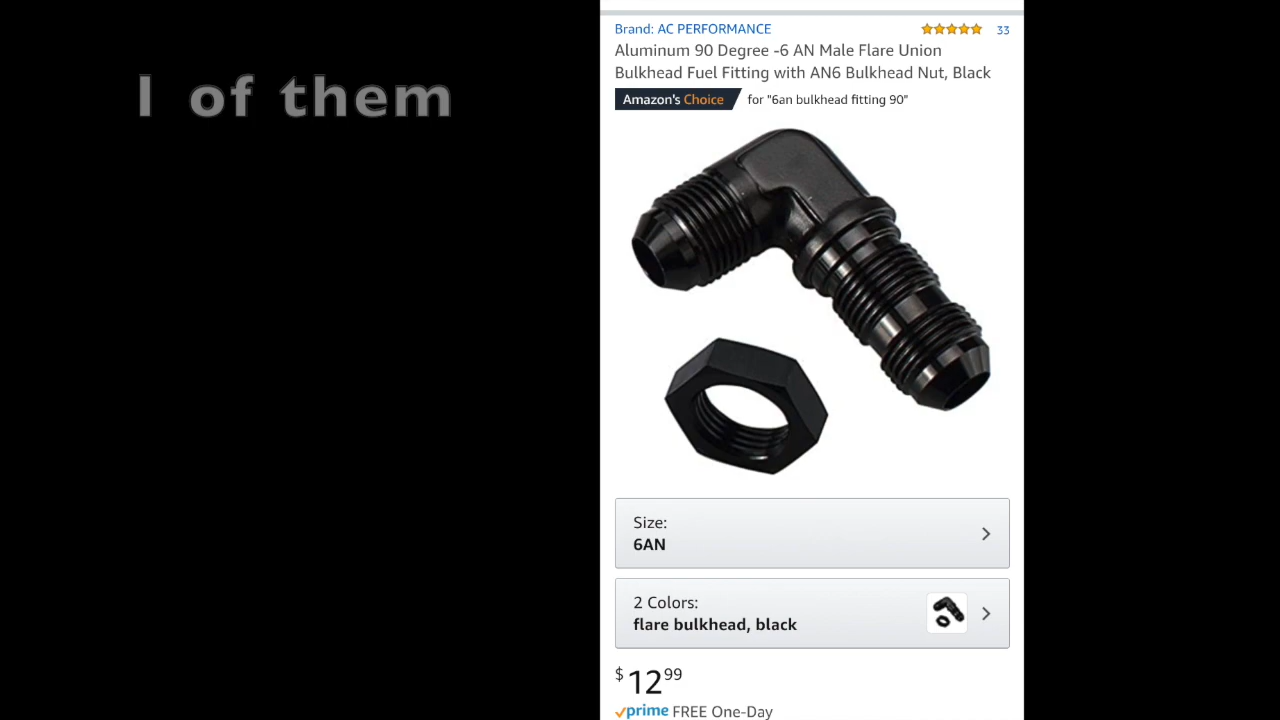 I of them
Brand: AC PERFORMANCE
33
Aluminum 90 Degree -6 AN Male Flare Union
Bulkhead Fuel Fitting with AN6 Bulkhead Nut, Black
Amazon's Choice for "6an bulkhead fitting 90"
Size:
6AN
2 Colors:
flare bulkhead, black
$12 99
prime FREE One-Day